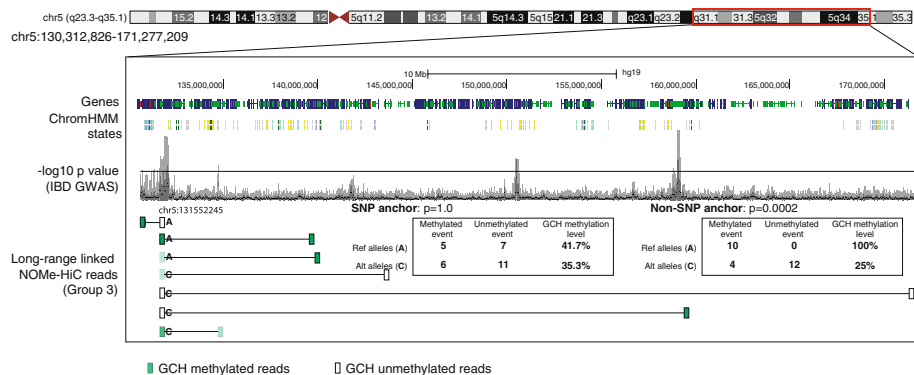 chr5 (q23.3-q35.1) 15.2 14.3 14.1 13.3 13.2 12 5q11.2 13.2 14.1 5q14.3 5q15 21.1 21.3 q23.1 q23.2 q31.1 31.3 5q32 5q34 35.1 35.3
chr5:130,312,826-171,277,209
10 Mb hg19
135,000,000 140,000,000 145,000,000 150,000,000 155,000,000 160,000,000 165,000,000 170,000,000
Genes
ChromHMM
states
-log10 p value
(IBD GWAS)
chr5:131552245
SNP anchor: p=1.0
Methylated event Unmethylated event GCH methylation level
Ref alleles (A) 5 7 41.7%
Alt alleles (C) 6 11 35.3%
Non-SNP anchor: p=0.0002
Methylated event Unmethylated event GCH methylation level
Ref alleles (A) 10 0 100%
Alt alleles (C) 4 12 25%
Long-range linked
NOMe-HiC reads
(Group 3)
A
A
A
C
C
C
C
GCH methylated reads GCH unmethylated reads